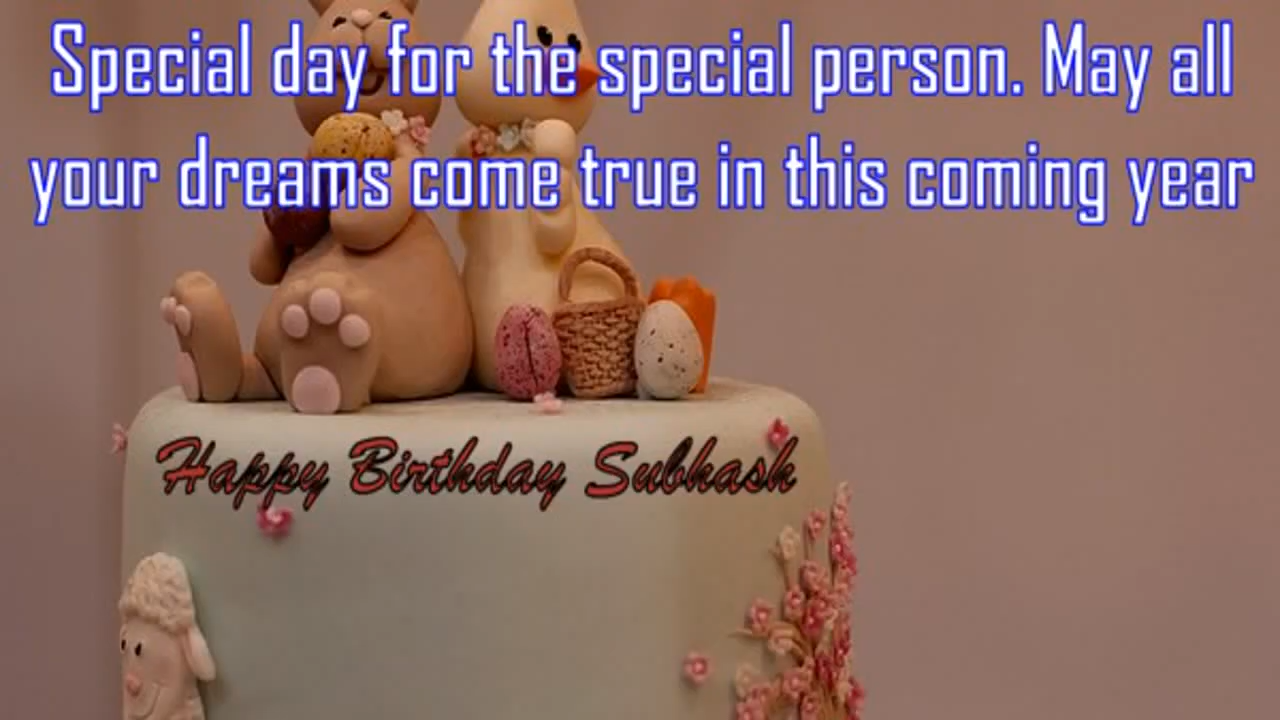 Special day for the special person. May all
your dreams come true in this coming year
Happy Birthday Subhash